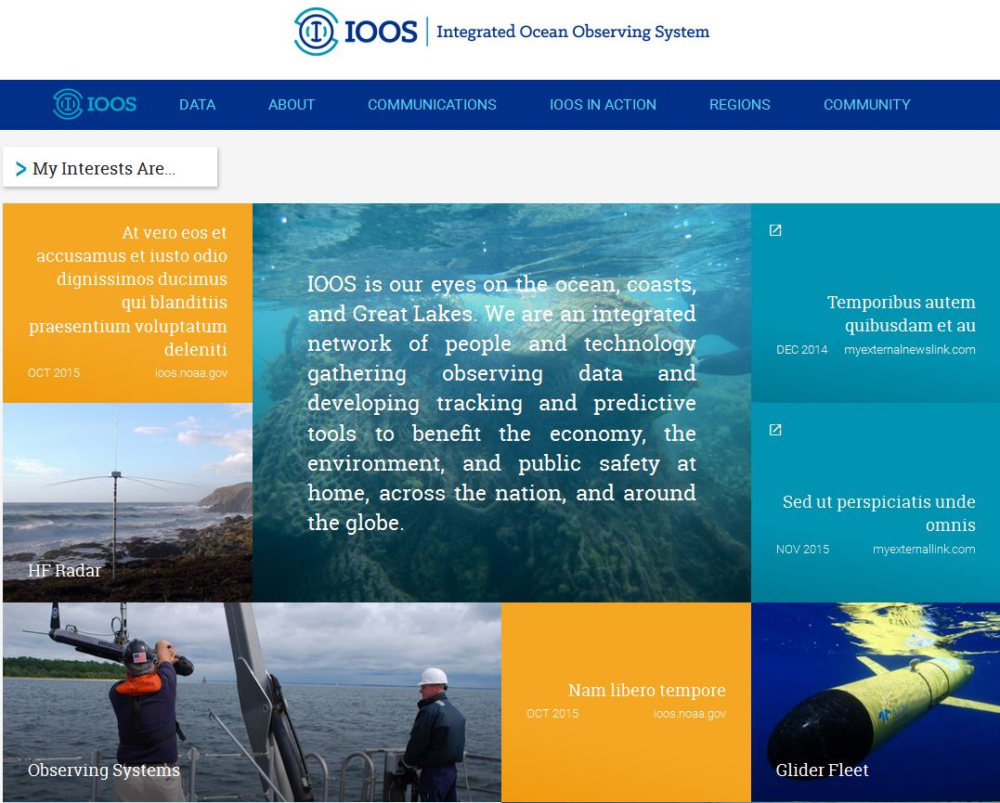 IOOS | Integrated Ocean Observing System
IOOS DATA ABOUT COMMUNICATIONS IOOS IN ACTION REGIONS COMMUNITY
> My Interests Are...
At vero eos et
accusamus et iusto odio
dignissimos ducimus
qui blanditiis
praesentium voluptatum
deleniti
OCT 2015 ioos.noaa.gov
IOOS is our eyes on the ocean, coasts,
and Great Lakes. We are an integrated
network of people and technology
gathering observing data and
developing tracking and predictive
tools to benefit the economy, the
environment, and public safety at
home, across the nation, and around
the globe.
Temporibus autem
quibusdam et au
DEC 2014 myexternalnewslink.com
HF Radar
Sed ut perspiciatis unde
omnis
NOV 2015 myexternallink.com
Observing Systems
Nam libero tempore
OCT 2015 ioos.noaa.gov
Glider Fleet